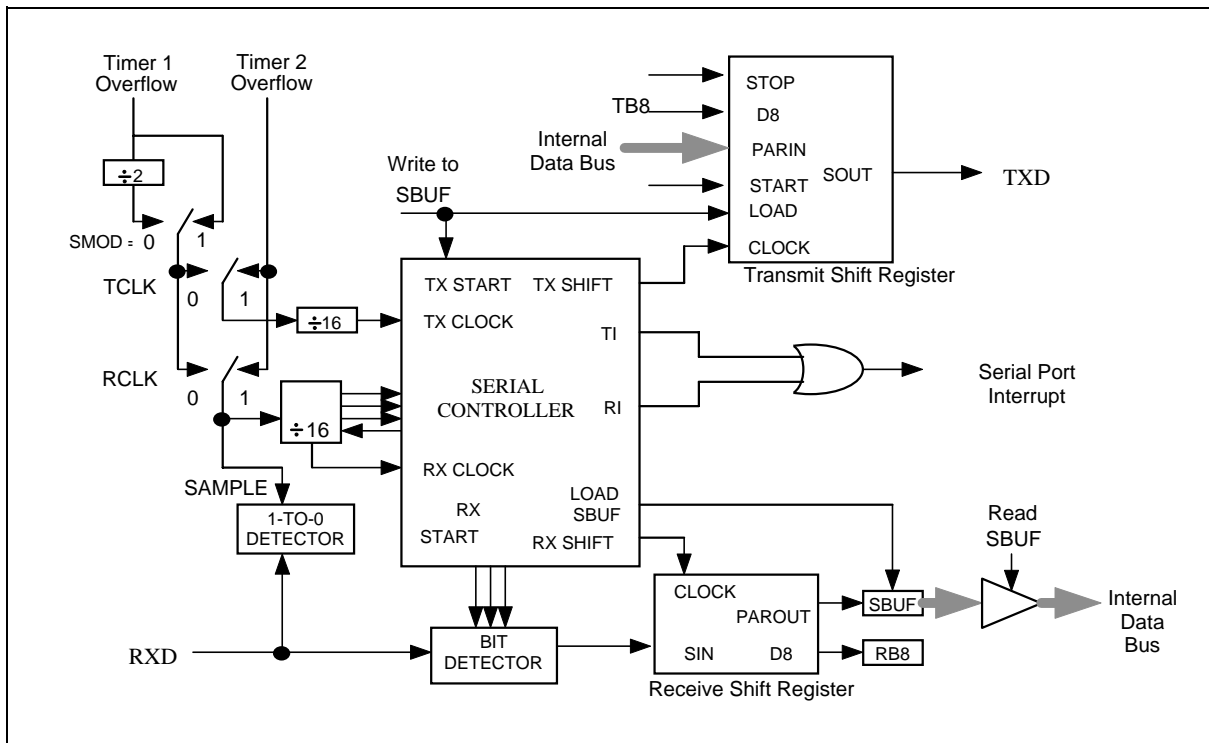 Timer 1
Overflow
Timer 2
Overflow
÷2
SMOD = 0
1
TCLK
0
1
RCLK
0
1
÷16
÷16
SAMPLE
1-TO-0
DETECTOR
RXD
Write to
SBUF
TX START
TX SHIFT
TX CLOCK
TI
SERIAL
CONTROLLER
RI
RX CLOCK
LOAD
SBUF
RX
START
RX SHIFT
BIT
DETECTOR
TB8
Internal
Data Bus
STOP
D8
PARIN
SOUT
START
LOAD
CLOCK
Transmit Shift Register
TXD
Serial Port
Interrupt
CLOCK
PAROUT
SIN
D8
Receive Shift Register
SBUF
RB8
Read
SBUF
Internal
Data
Bus